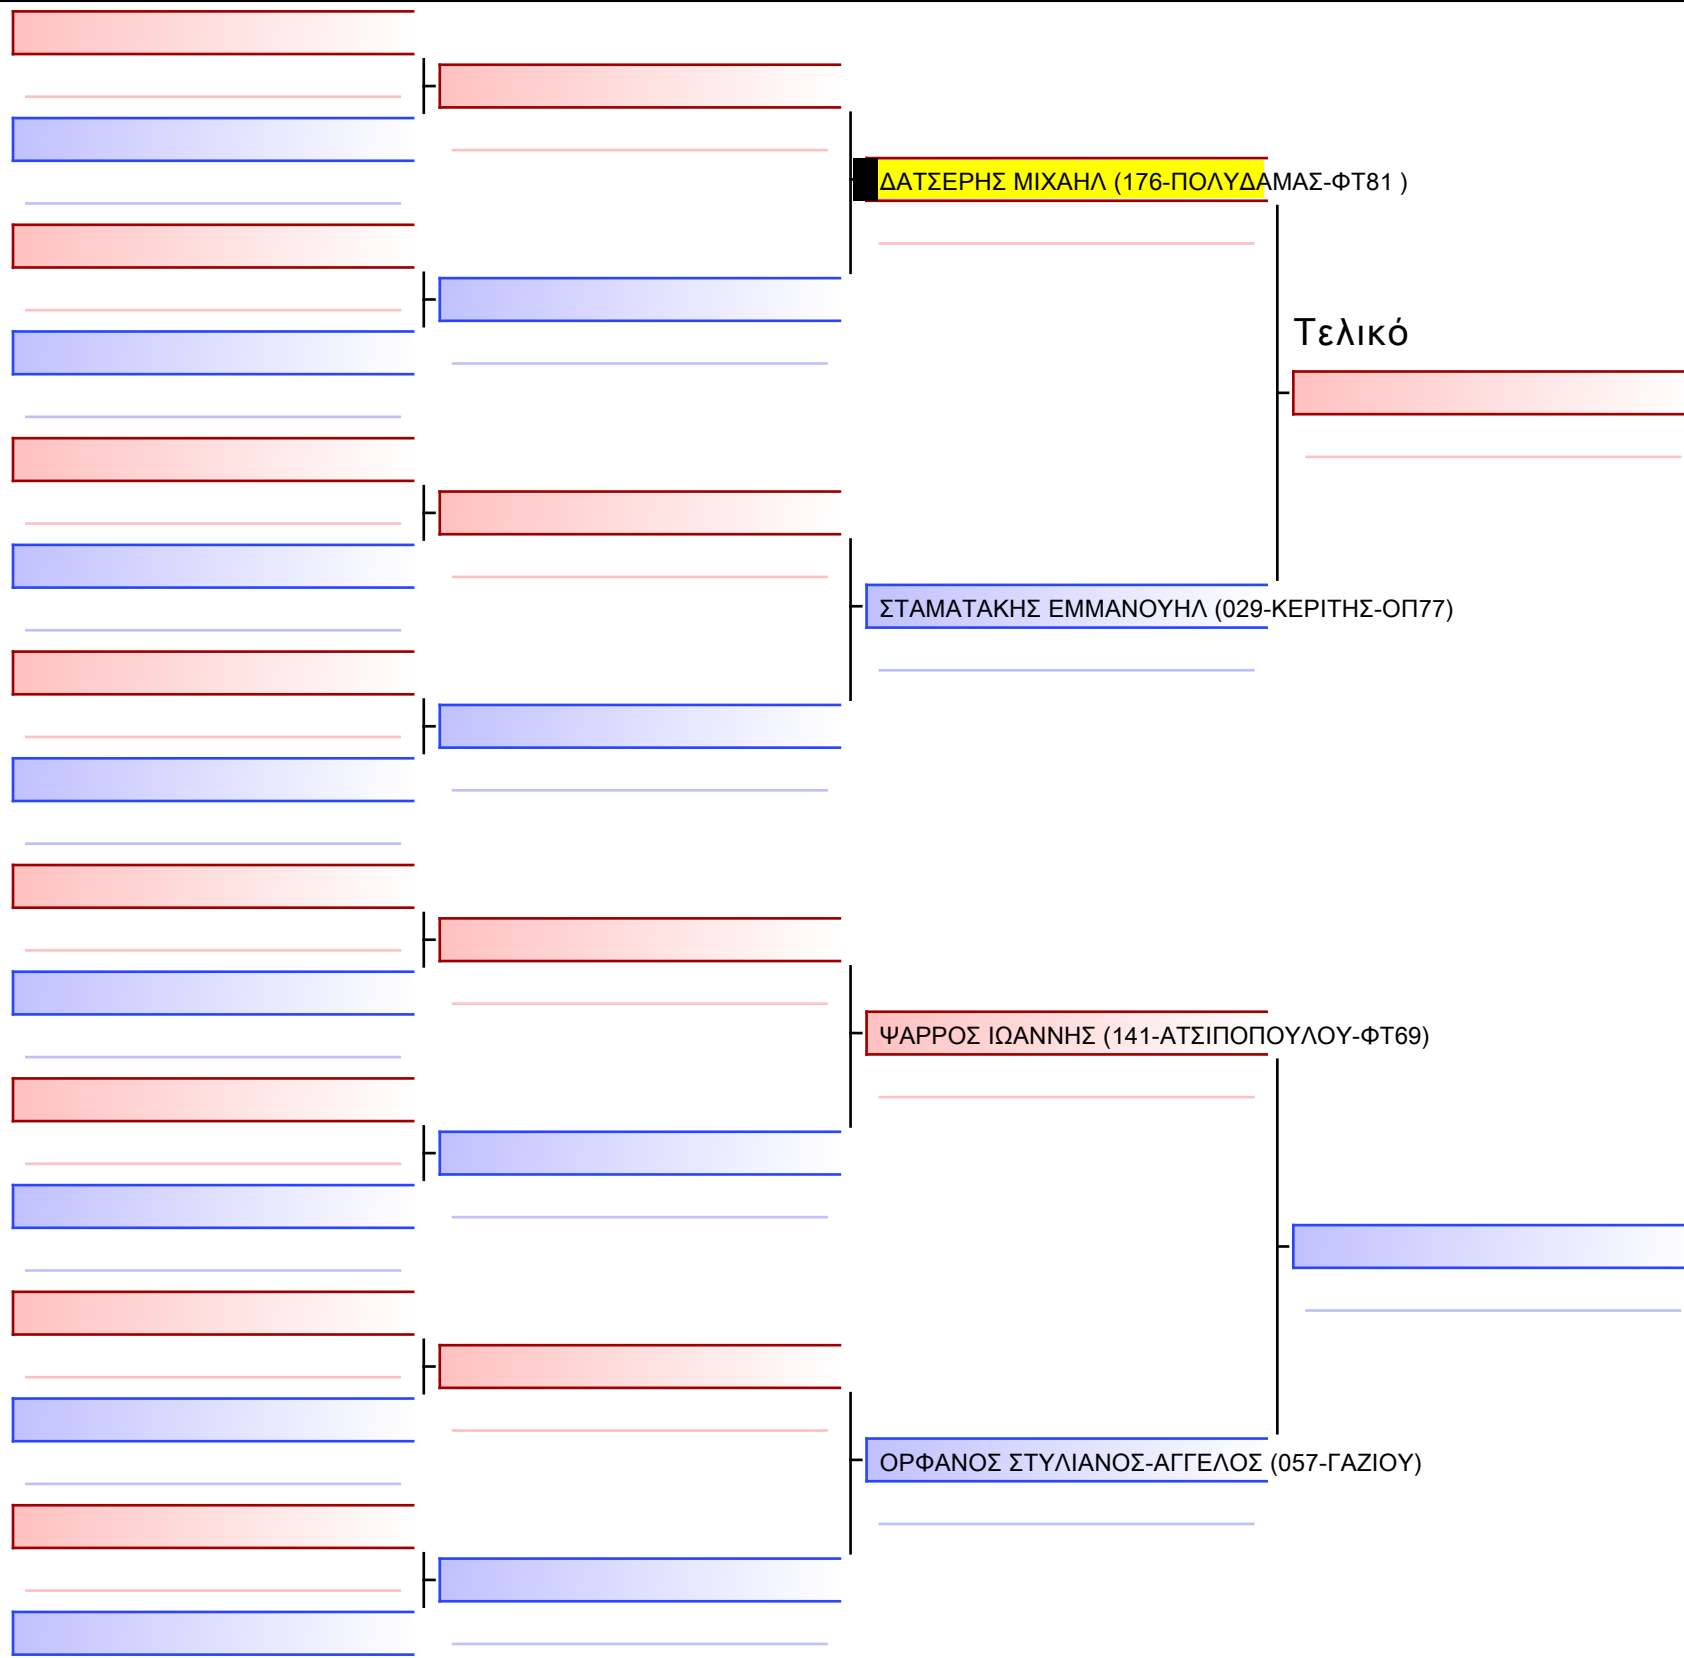 ΔΑΤΣΕΡΗΣ ΜΙΧΑΗΛ (176-ΠΟΛΥΔΑΜΑΣ-ΦΤ81 )
Τελικό
ΣΤΑΜΑΤΑΚΗΣ ΕΜΜΑΝΟΥΗΛ (029-ΚΕΡΙΤΗΣ-ΟΠ77)
ΨΑΡΡΟΣ ΙΩΑΝΝΗΣ (141-ΑΤΣΙΠΟΠΟΥΛΟΥ-ΦΤ69)
ΟΡΦΑΝΟΣ ΣΤΥΛΙΑΝΟΣ-ΑΓΓΕΛΟΣ (057-ΓΑΖΙΟΥ)